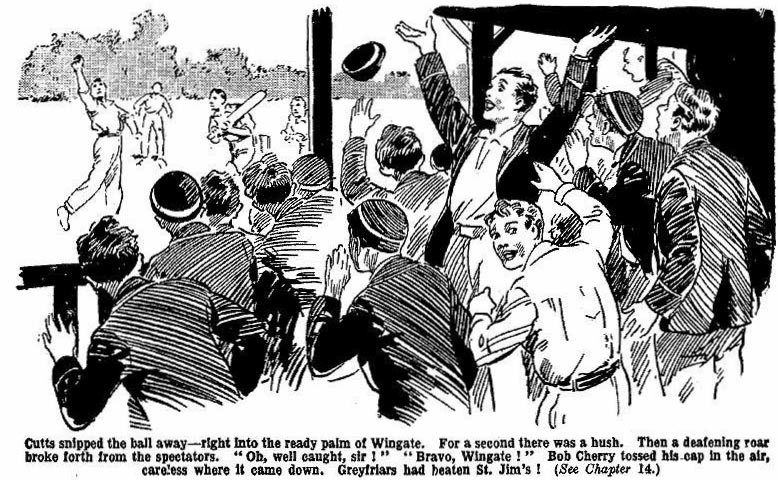 Cutts snipped the ball away—right into the ready palm of Wingate. For a second there was a hush. Then a deafening roar
broke forth from the spectators. "Oh, well caught, sir!" "Bravo, Wingate!" Bob Cherry tossed his cap in the air,
careless where it came down. Greyfriars had beaten St. Jim's! (See Chapter 14.)